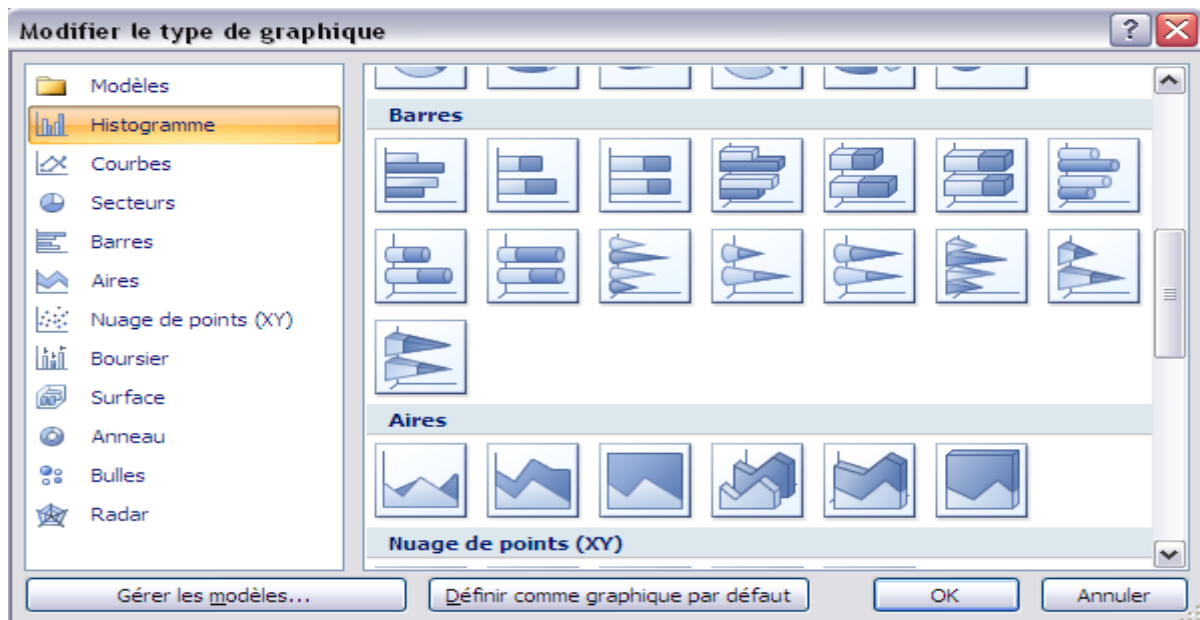 Modifier le type de graphique
Modèles
Histogramme
Courbes
Secteurs
Barres
Aires
Nuage de points (XY)
Boursier
Surface
Anneau
Bulles
Radar
Barres
Aires
Nuage de points (XY)
Gérer les modèles...
Définir comme graphique par défaut
OK
Annuler